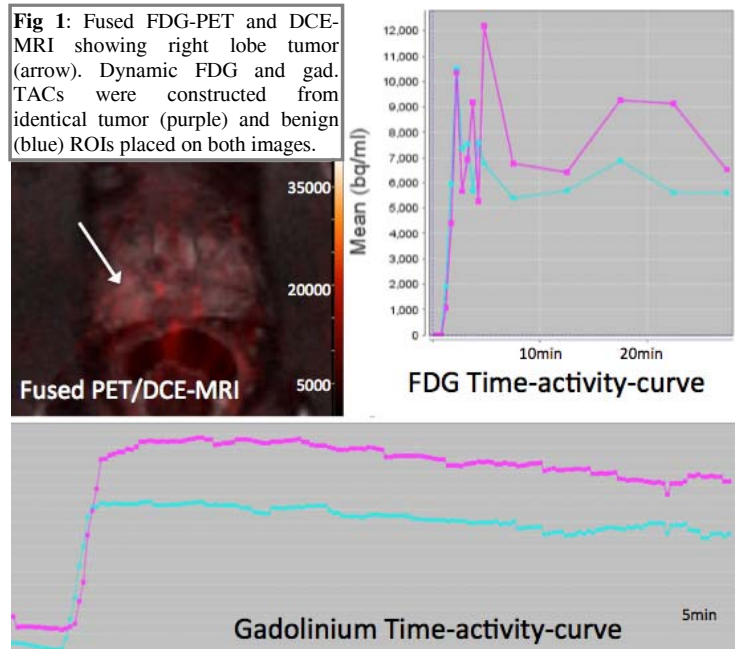 Fig 1: Fused FDG-PET and DCE-
MRI showing right lobe tumor
(arrow). Dynamic FDG and gad.
TACs were constructed from
identical tumor (purple) and benign
(blue) ROIs placed on both images.
35000
20000
5000
Fused PET/DCE-MRI
Mean (bq/ml)
12,000
11,000
10,000
9,000
8,000
7,000
6,000
5,000
4,000
3,000
2,000
1,000
0
10min 20min
FDG Time-activity-curve
5min
Gadolinium Time-activity-curve